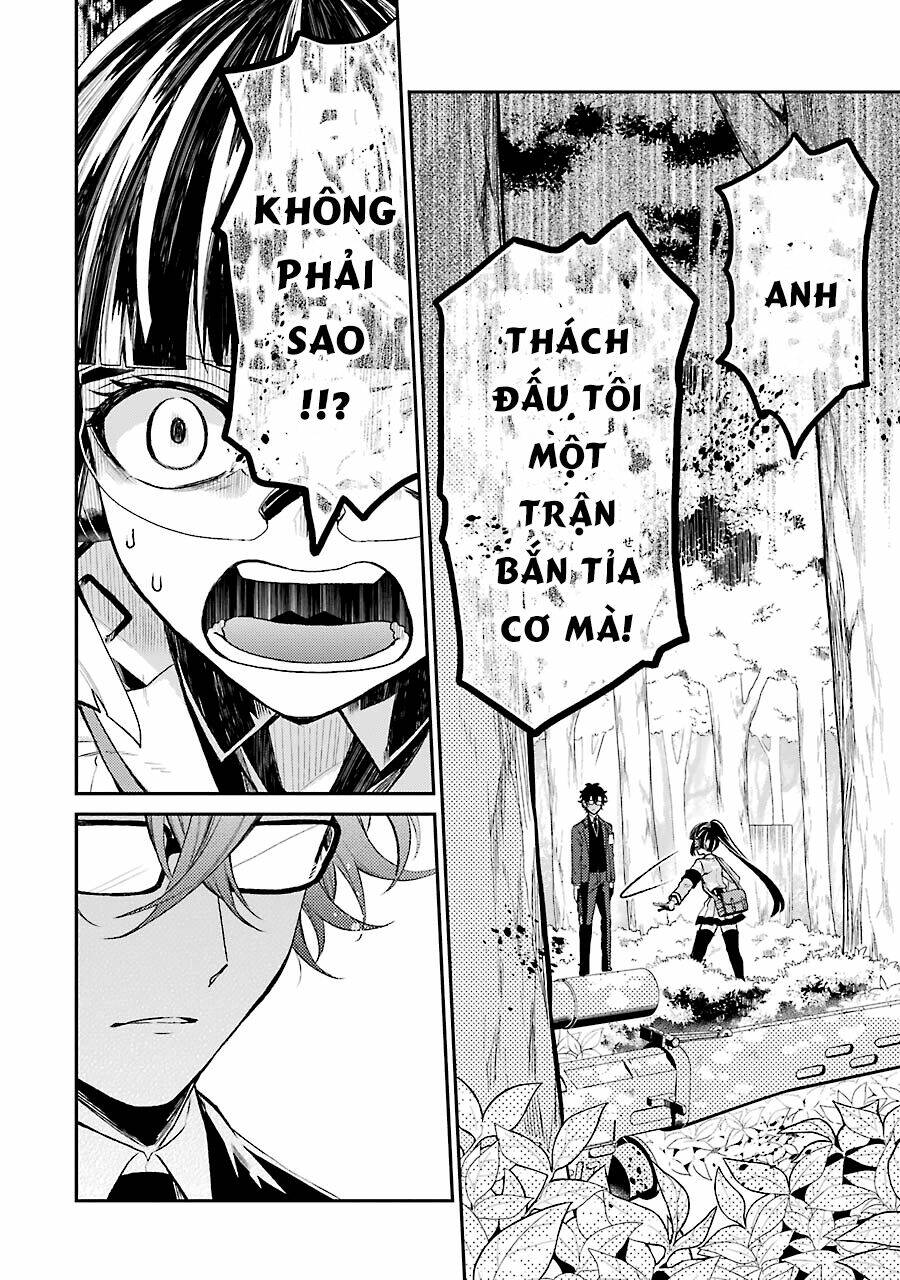 ANH
THÁCH
ĐẤU TÔI
MỘT
TRẬN
BẮN TỈA
CƠ MÀ!
KHÔNG
PHẢI
SAO
!!?